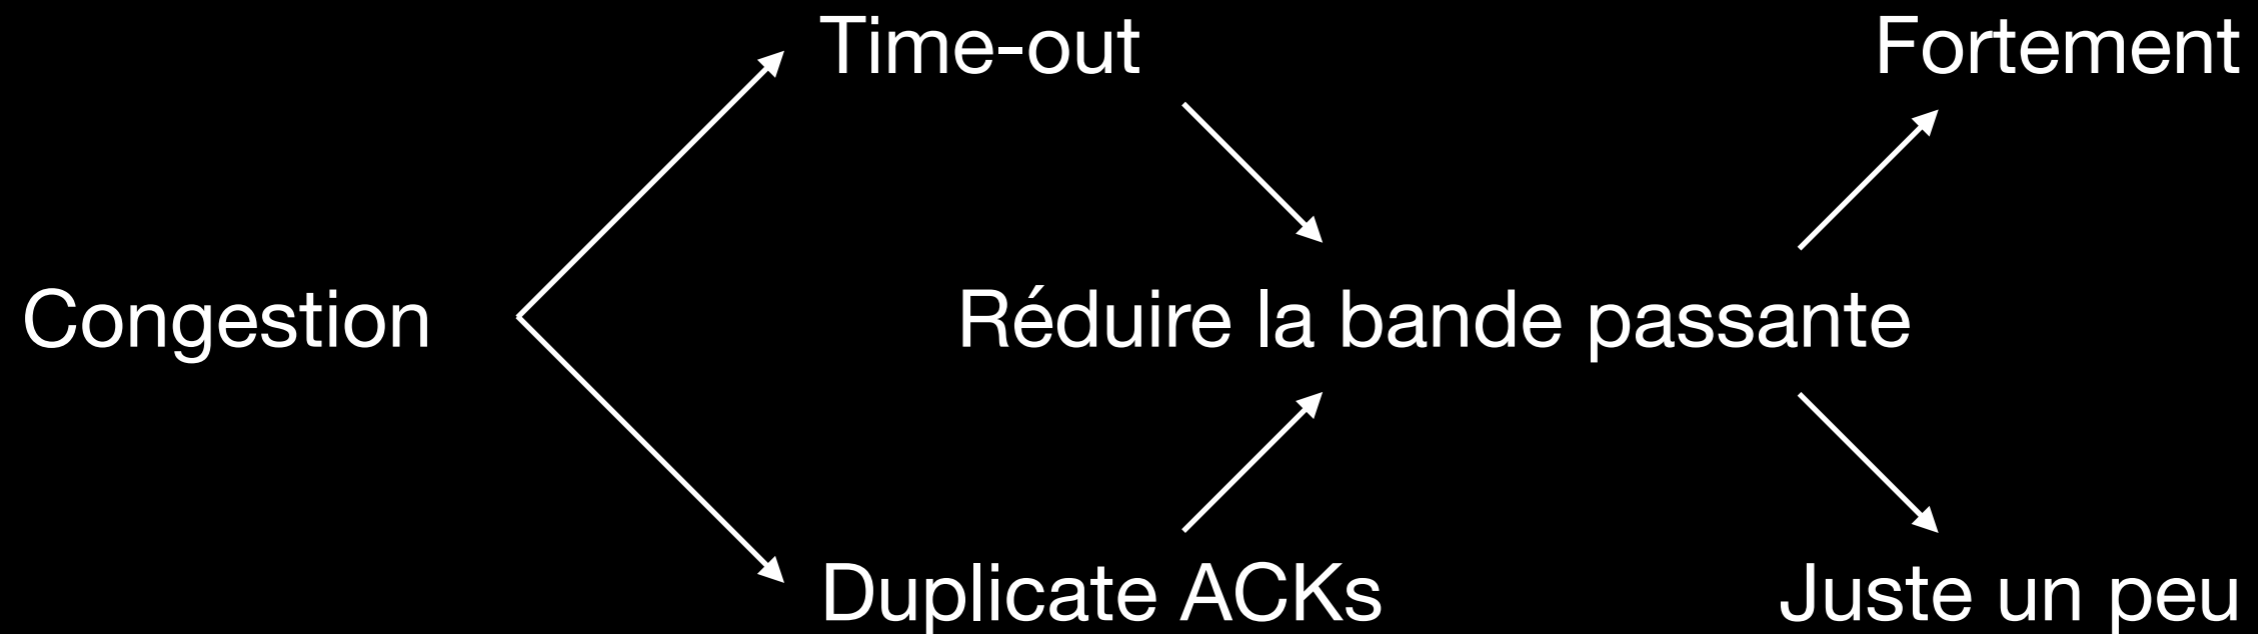 Time-out
Fortement
Congestion
Réduire la bande passante
Duplicate ACKs
Juste un peu